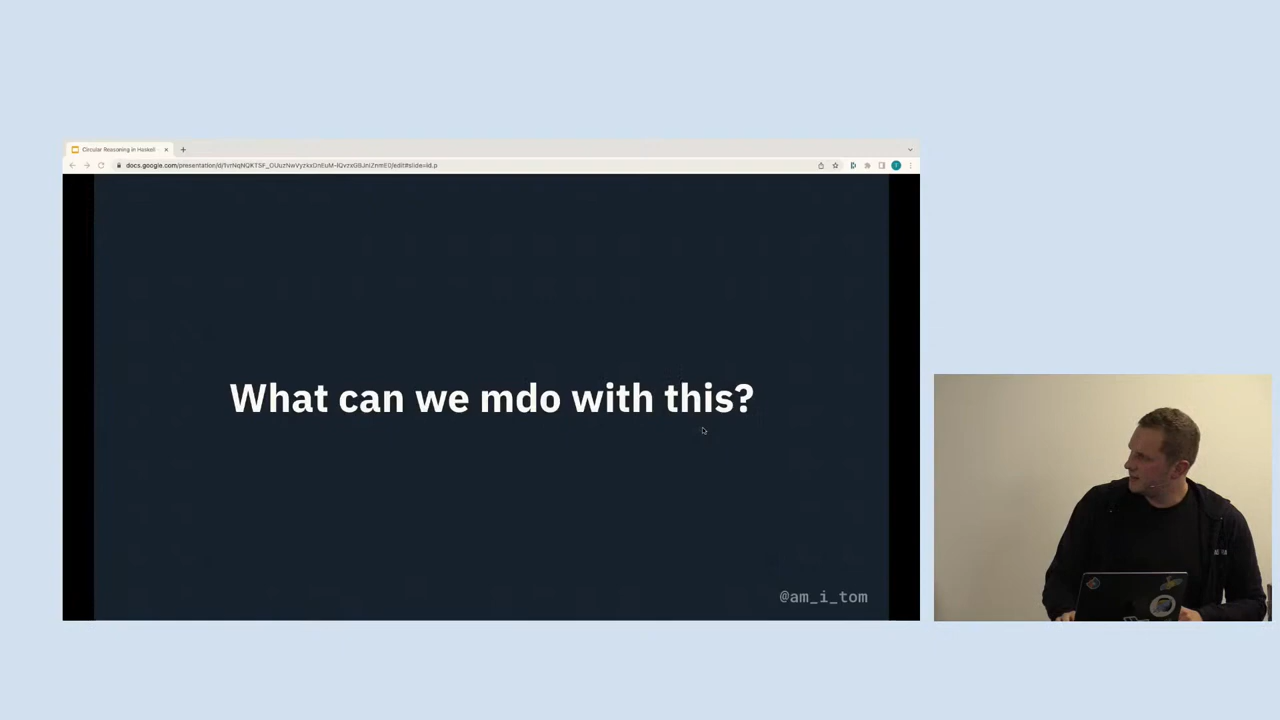 Circular Reasoning in Haskell
What can we mdo with this?
@am_i_tom